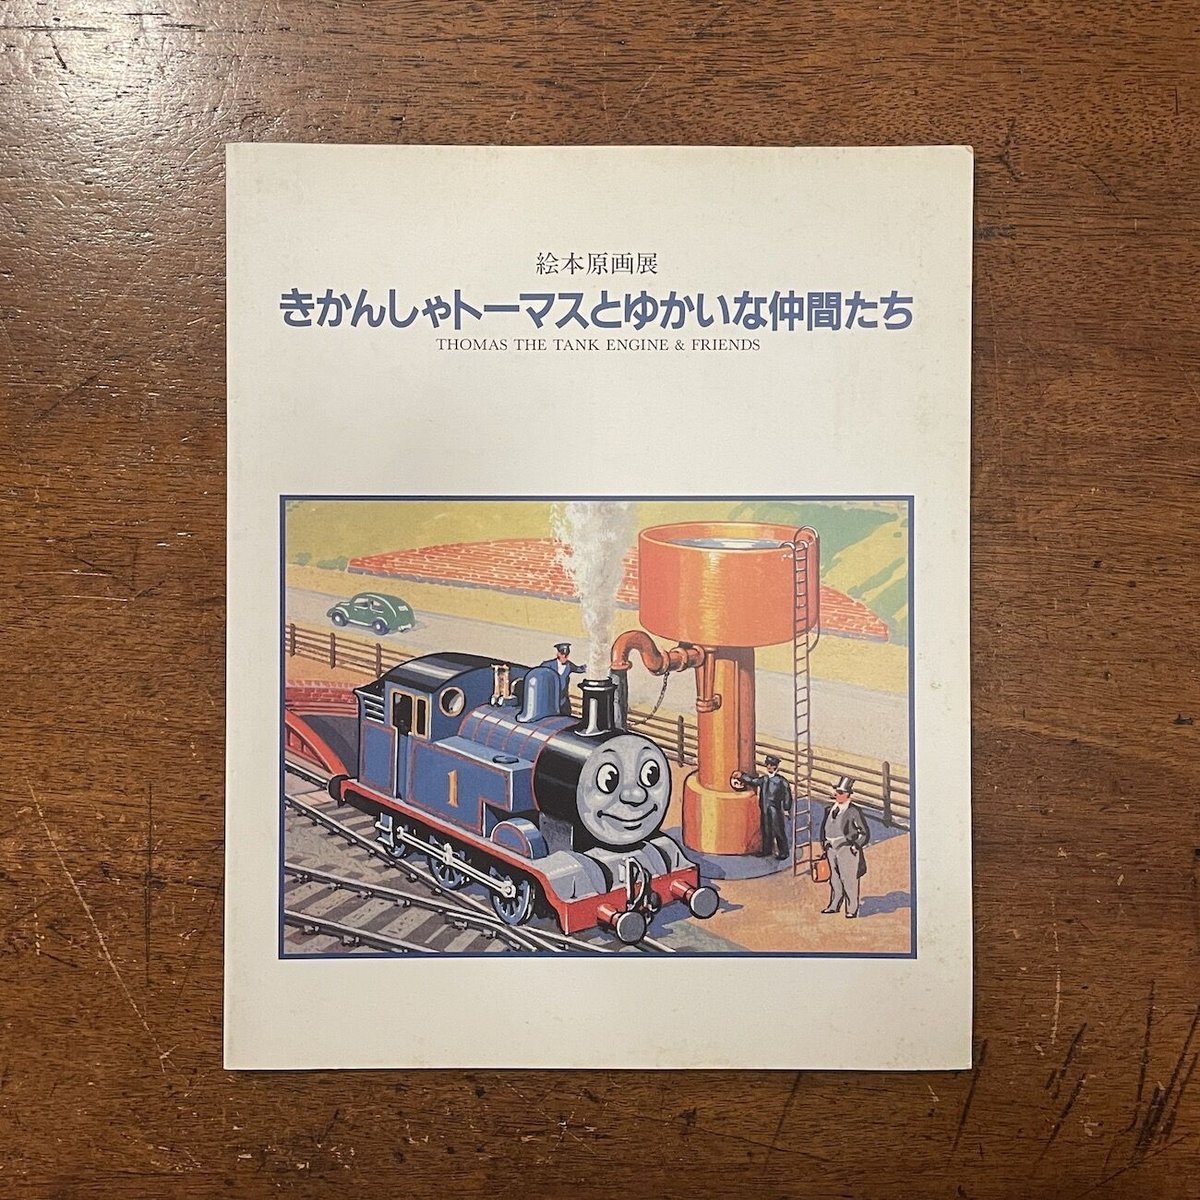 絵本原画展
きかんしゃトーマスとゆかいな仲間たち
THOMAS THE TANK ENGINE & FRIENDS
1